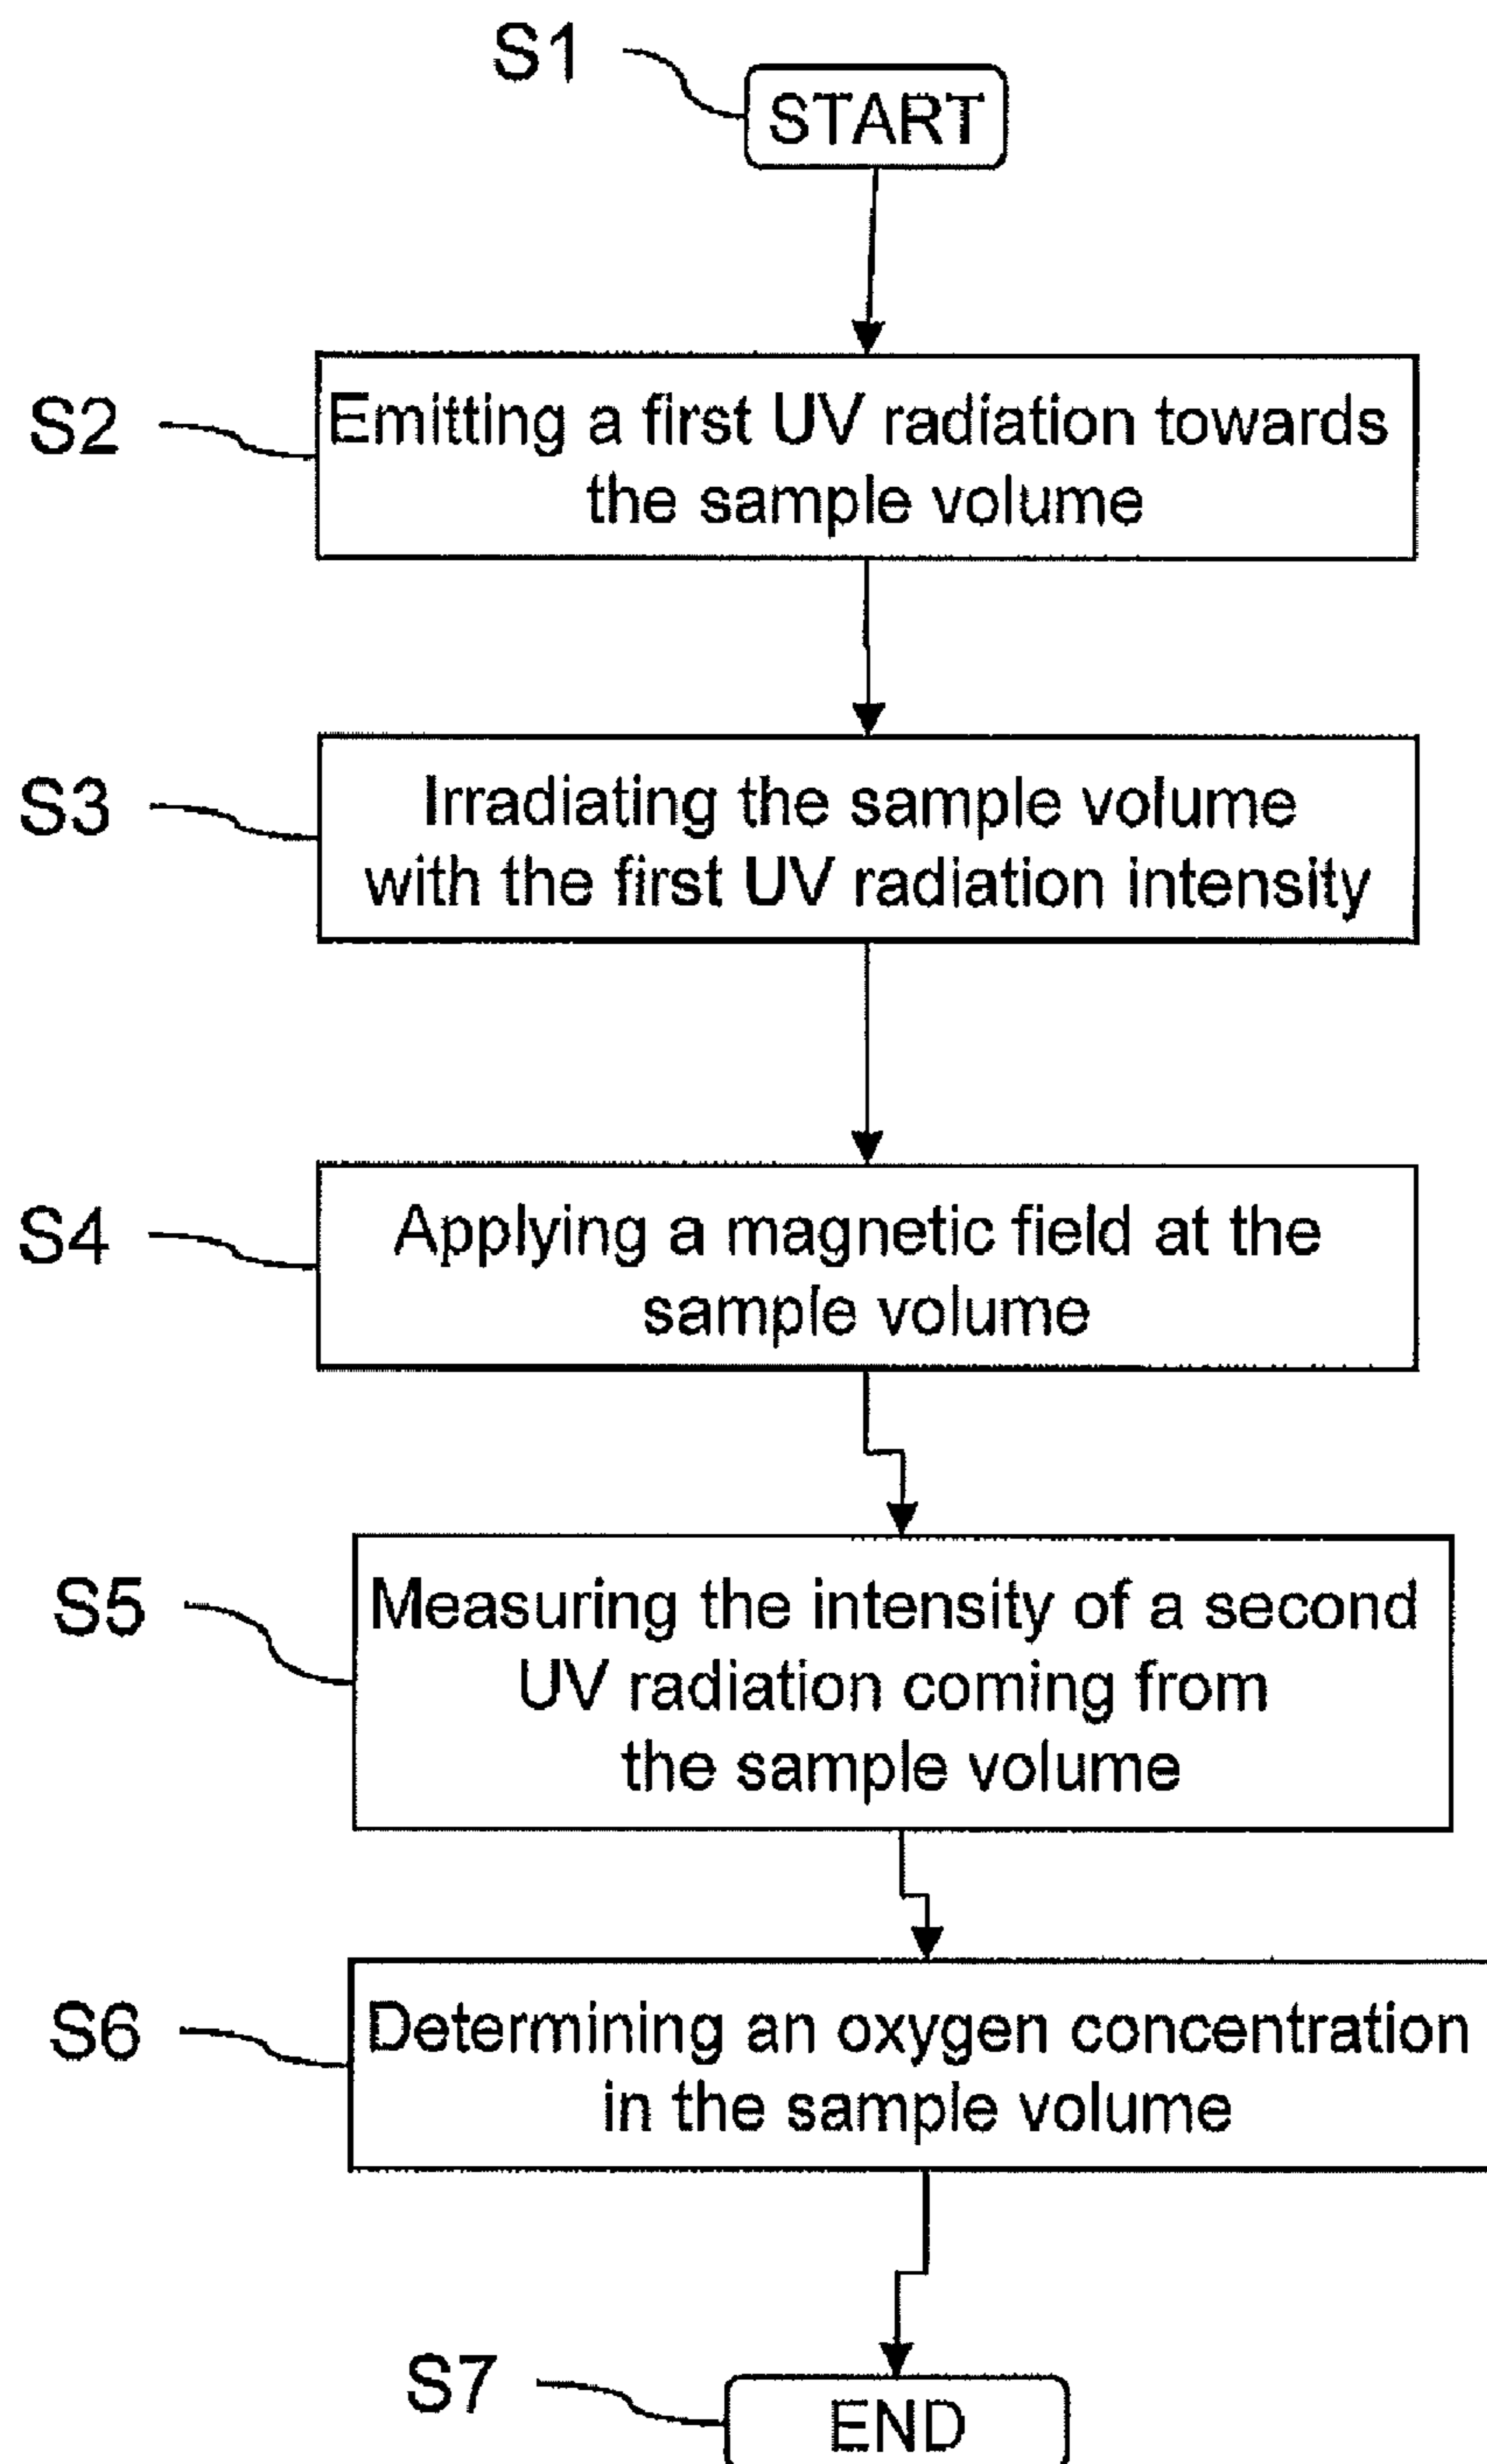 S1
START
S2
Emitting a first UV radiation towards
the sample volume
S3
Irradiating the sample volume
with the first UV radiation intensity
S4
Applying a magnetic field at the
sample volume
S5
Measuring the intensity of a second
UV radiation coming from
the sample volume
S6
Determining an oxygen concentration
in the sample volume
S7
END